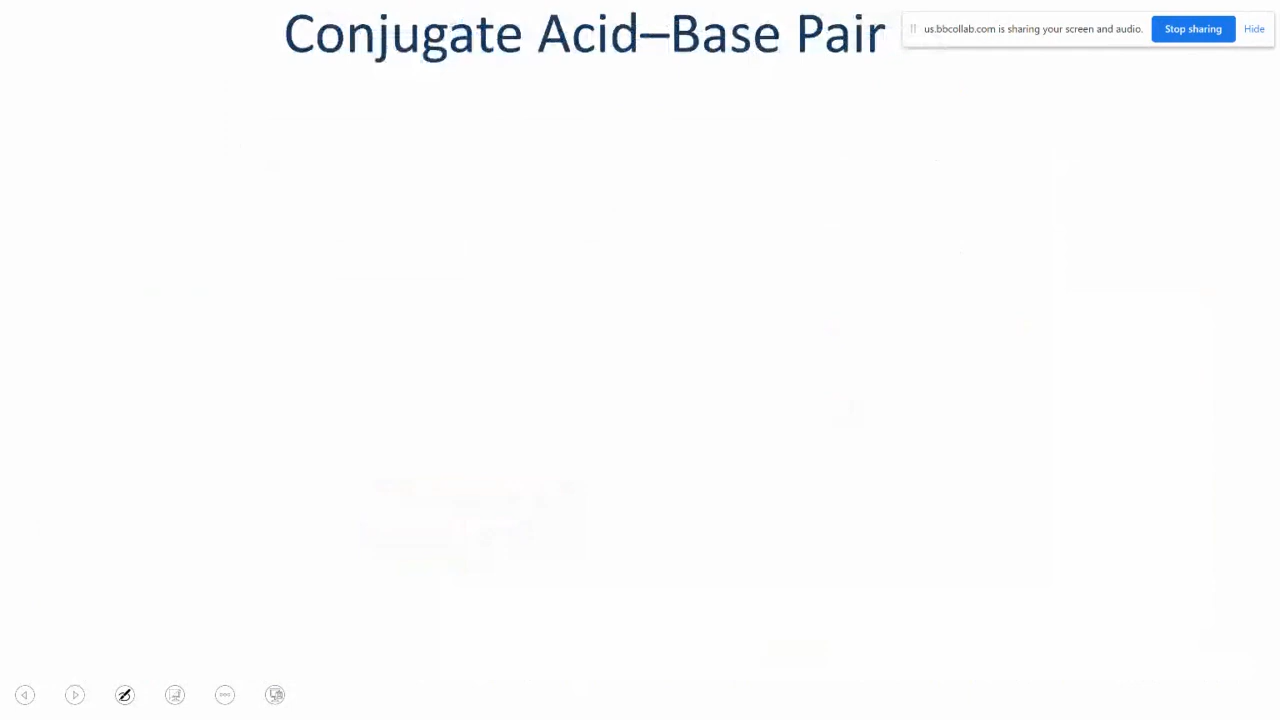 Conjugate Acid–Base Pair
us.bbcollab.com is sharing your screen and audio. Stop sharing Hide